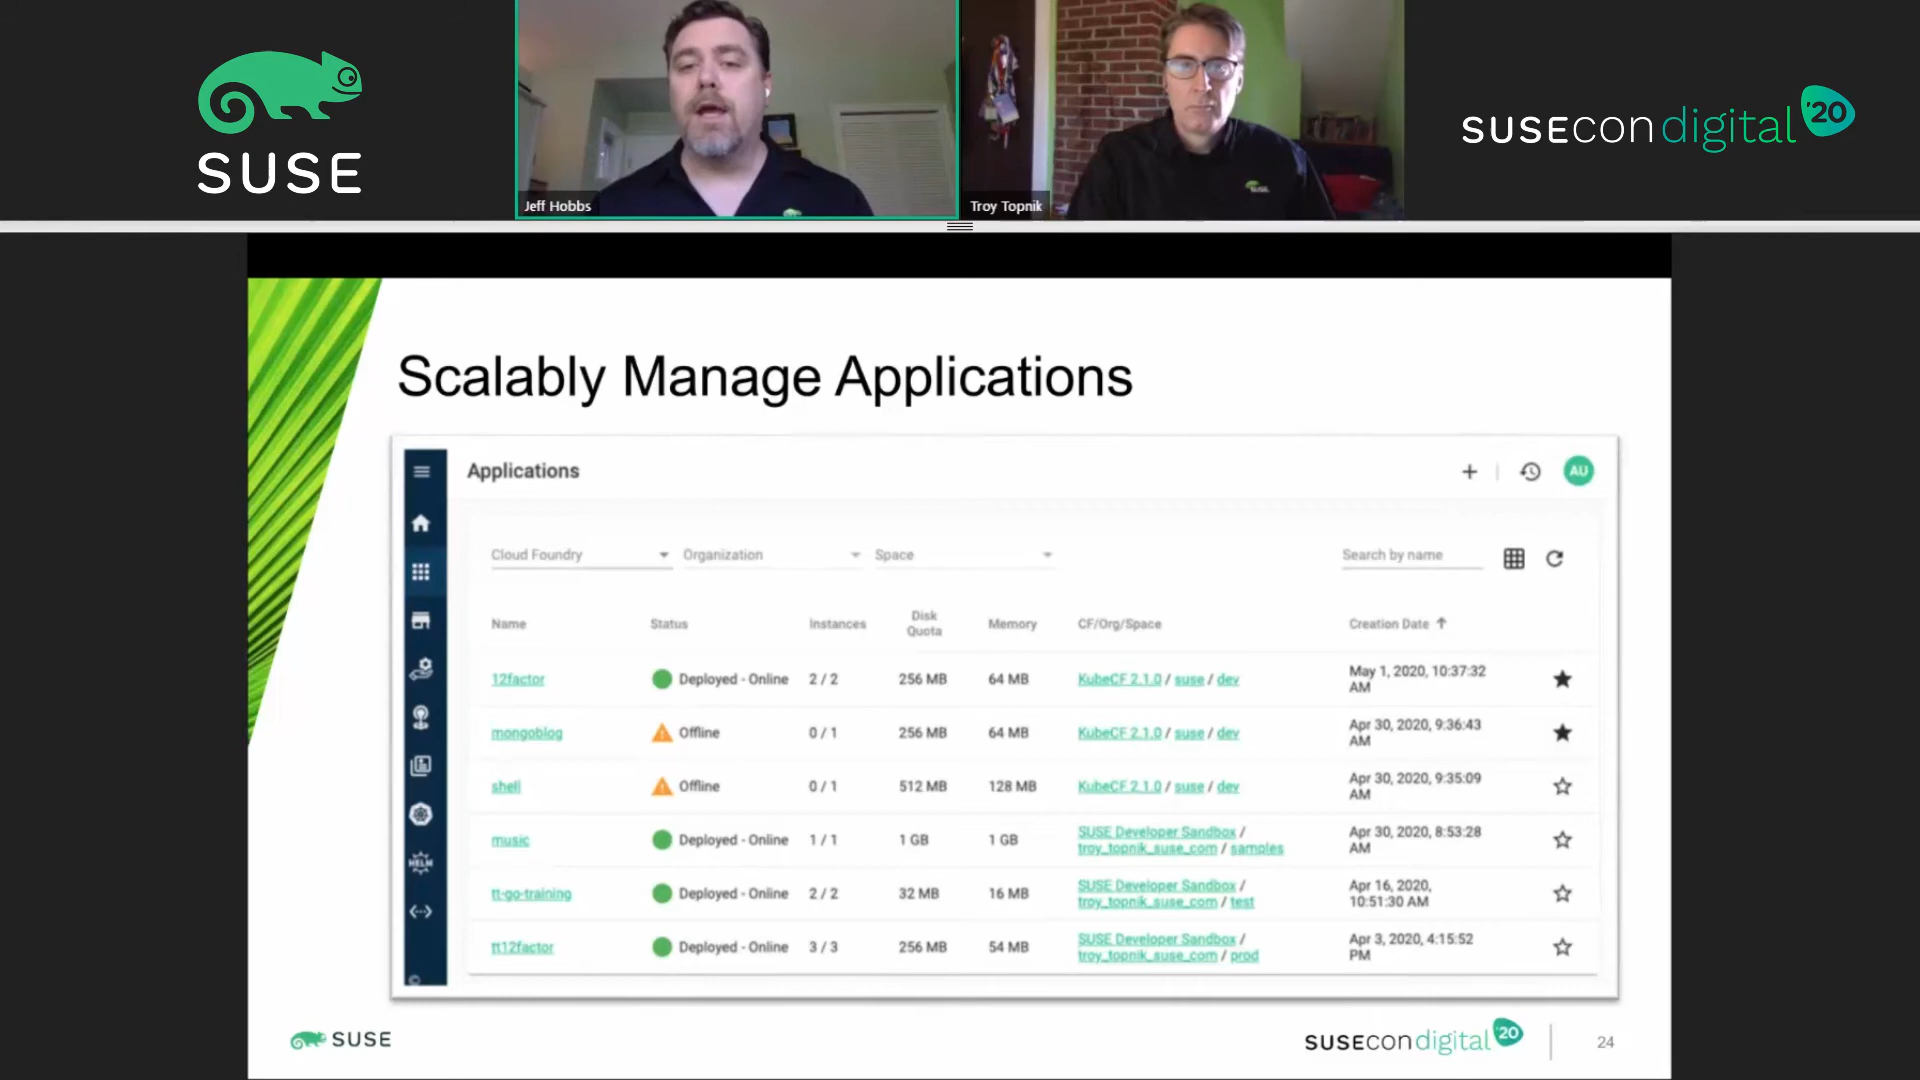 SUSE
Jeff Hobbs
Troy Topnik
SUSECON digital '20
Scalably Manage Applications
Applications
AU
Cloud Foundry
Organization
Space
Search by name
Name Status Instances Disk Quota Memory CF/Org/Space Creation Date
12factor Deployed - Online 2 / 2 256 MB 64 MB KubeCF 2.1.0 / suse / dev May 1, 2020, 10:37:32 AM
mongoblog Offline 0 / 1 256 MB 64 MB KubeCF 2.1.0 / suse / dev Apr 30, 2020, 9:36:43 AM
shell Offline 0 / 1 512 MB 128 MB KubeCF 2.1.0 / suse / dev Apr 30, 2020, 9:35:09 AM
music Deployed - Online 1 / 1 1 GB 1 GB SUSE Developer Sandbox / troy_topnik_suse_com / samples Apr 30, 2020, 8:53:28 AM
tt-go-training Deployed - Online 2 / 2 32 MB 16 MB SUSE Developer Sandbox / troy_topnik_suse_com / test Apr 16, 2020, 10:51:30 AM
tt12factor Deployed - Online 3 / 3 256 MB 54 MB SUSE Developer Sandbox / troy_topnik_suse_com / prod Apr 3, 2020, 4:15:52 PM
HELM
SUSE
SUSECON digital '20
24